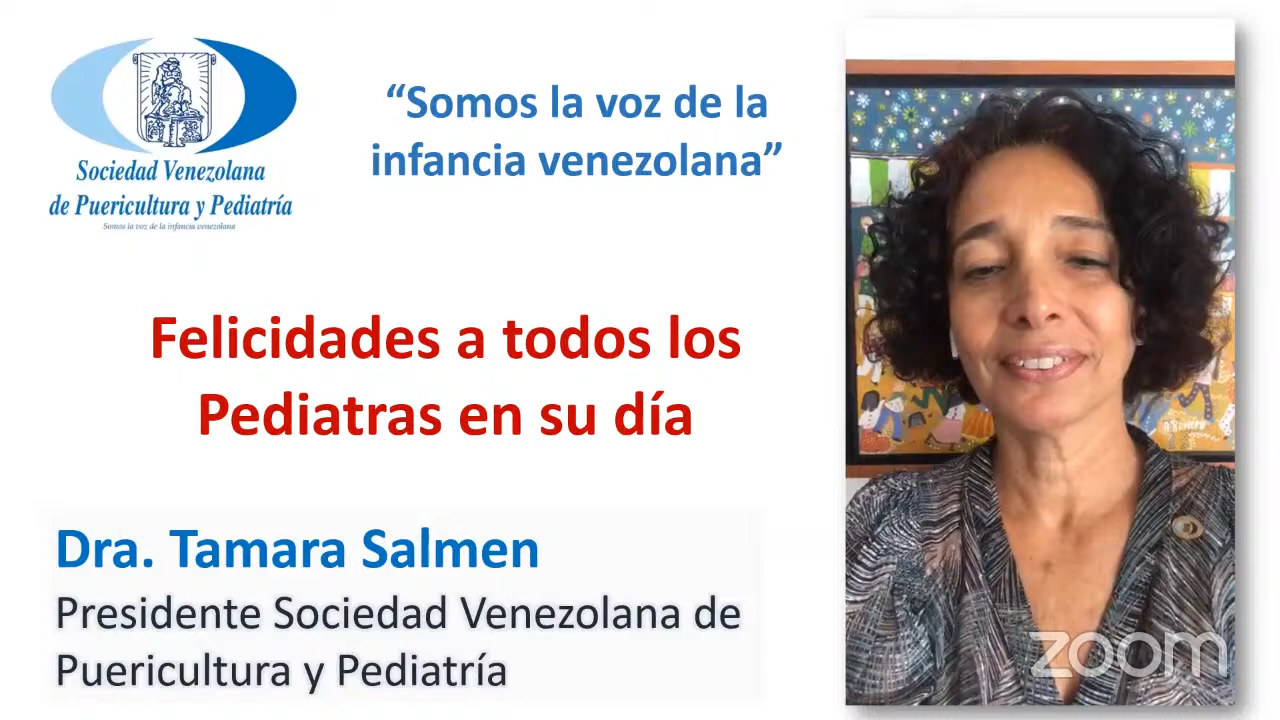 Sociedad Venezolana
de Puericultura y Pediatría
Somos la voz de la infancia venezolana
“Somos la voz de la
infancia venezolana”
Felicidades a todos los
Pediatras en su día
Dra. Tamara Salmen
Presidente Sociedad Venezolana de
Puericultura y Pediatría
zoom